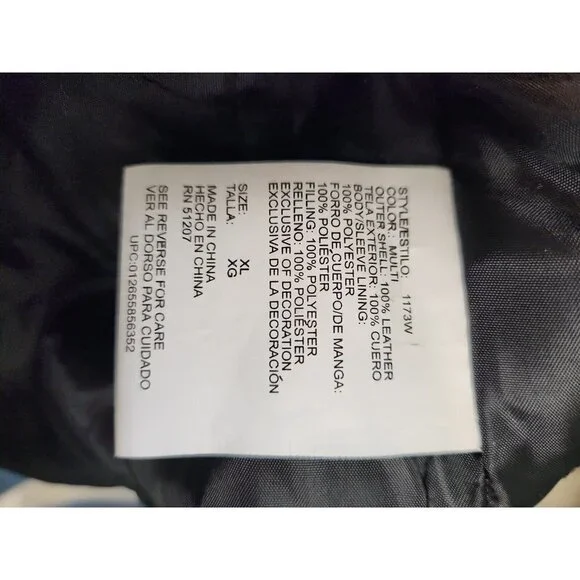 STYLE/ESTILO: 1173W
COLOR: MULTI
OUTER SHELL: 100% LEATHER
TELA EXTERIOR: 100% CUERO
BODY/SLEEVE LINING:
100% POLYESTER
FORRO DE CUERPO/DE MANGA:
100% POLIÉSTER
FILLING: 100% POLYESTER
RELLENO: 100% POLIÉSTER
EXCLUSIVE OF DECORATION
EXCLUSIVA DE LA DECORACIÓN
SIZE: XL
TALLA: XG
MADE IN CHINA
HECHO EN CHINA
RN 51207
SEE REVERSE FOR CARE
VER AL DORSO PARA CUIDADO
UPC:012655856352